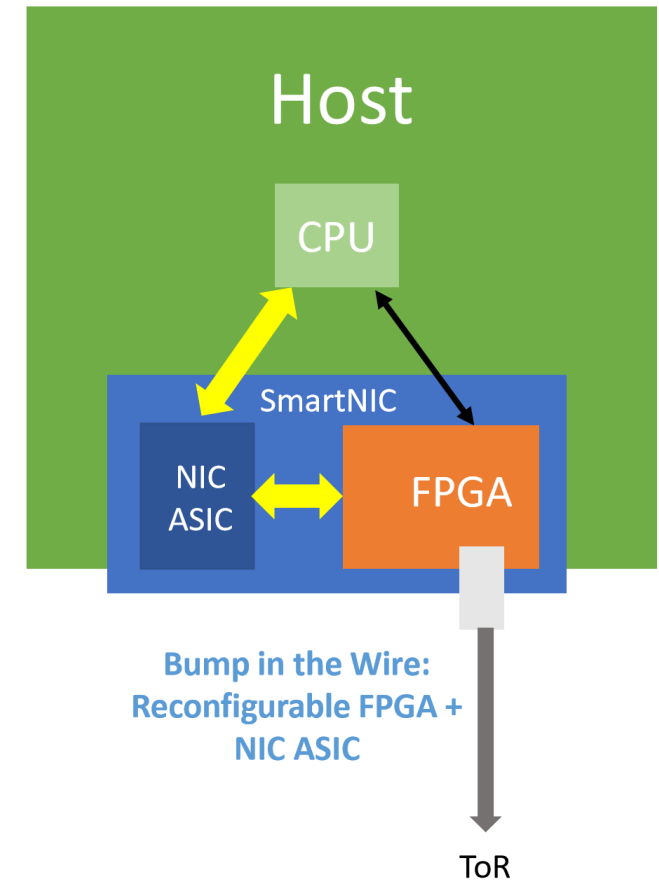 Host
CPU
SmartNIC
NIC
ASIC
FPGA
Bump in the Wire:
Reconfigurable FPGA +
NIC ASIC
ToR